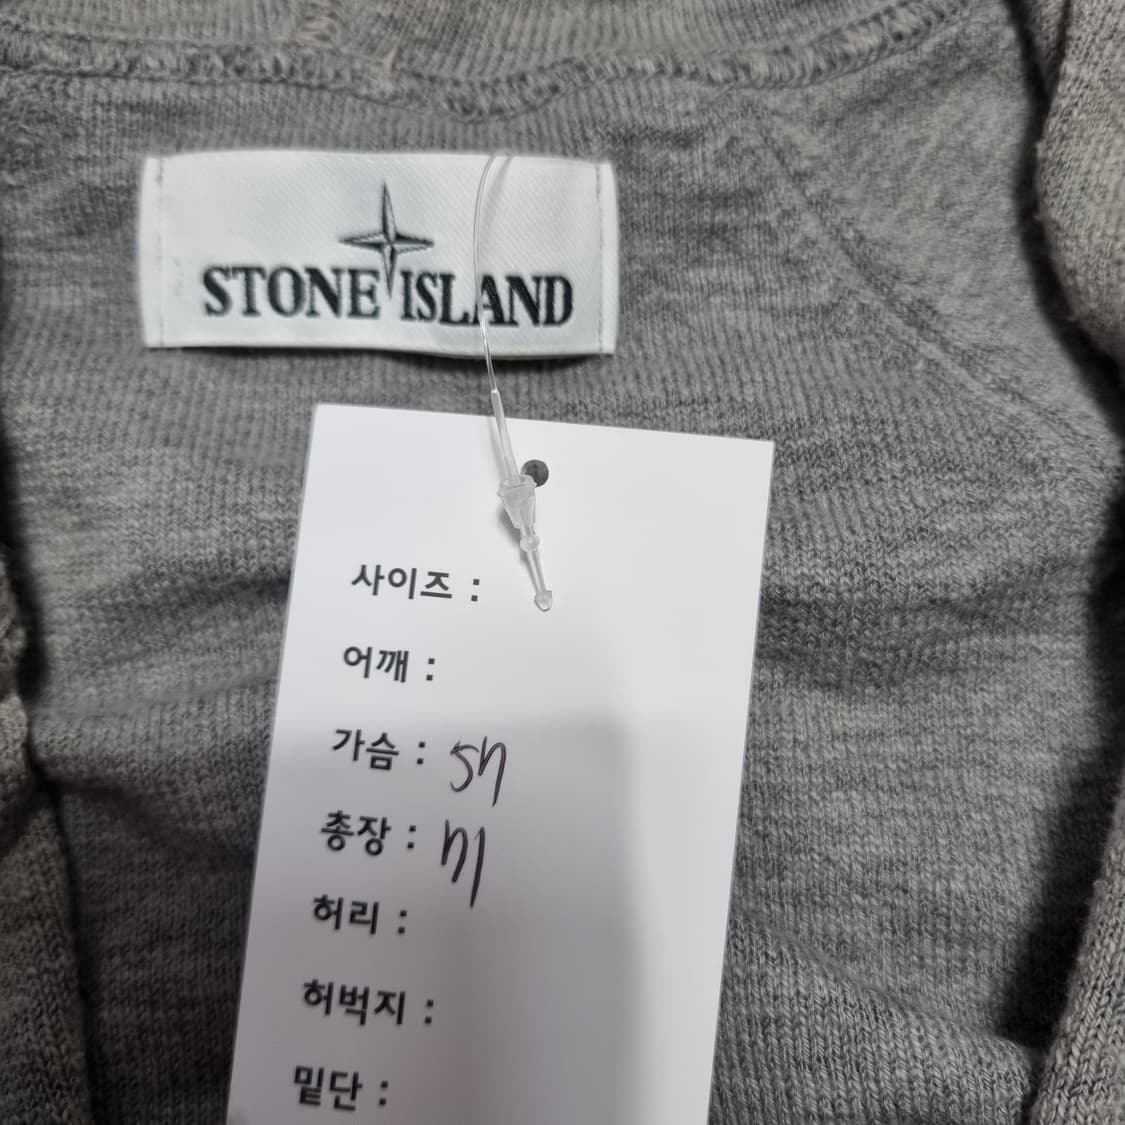 STONE ISLAND
사이즈 :
어깨 :
가슴 : 57
총장 : 71
허리 :
허벅지 :
밑단 :